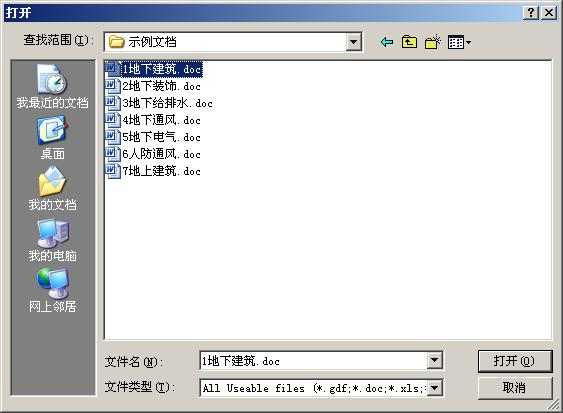 打开
查找范围(I):
示例文档
我最近的文档
桌面
我的文档
我的电脑
网上邻居
1地下建筑.doc
2地下装饰.doc
3地下给排水.doc
4地下通风.doc
5地下电气.doc
6人防通风.doc
7地上建筑.doc
文件名(N):
1地下建筑.doc
打开(O)
文件类型(T):
All Useable files (*.gdf;*.doc;*.xls;
取消